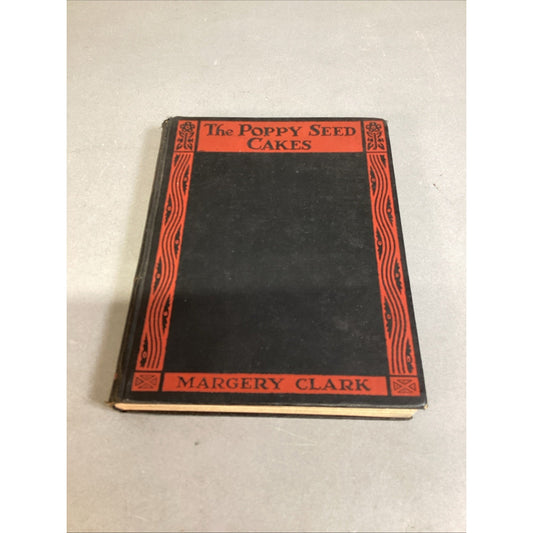 The POPPY SEED
CAKES
MARGERY CLARK